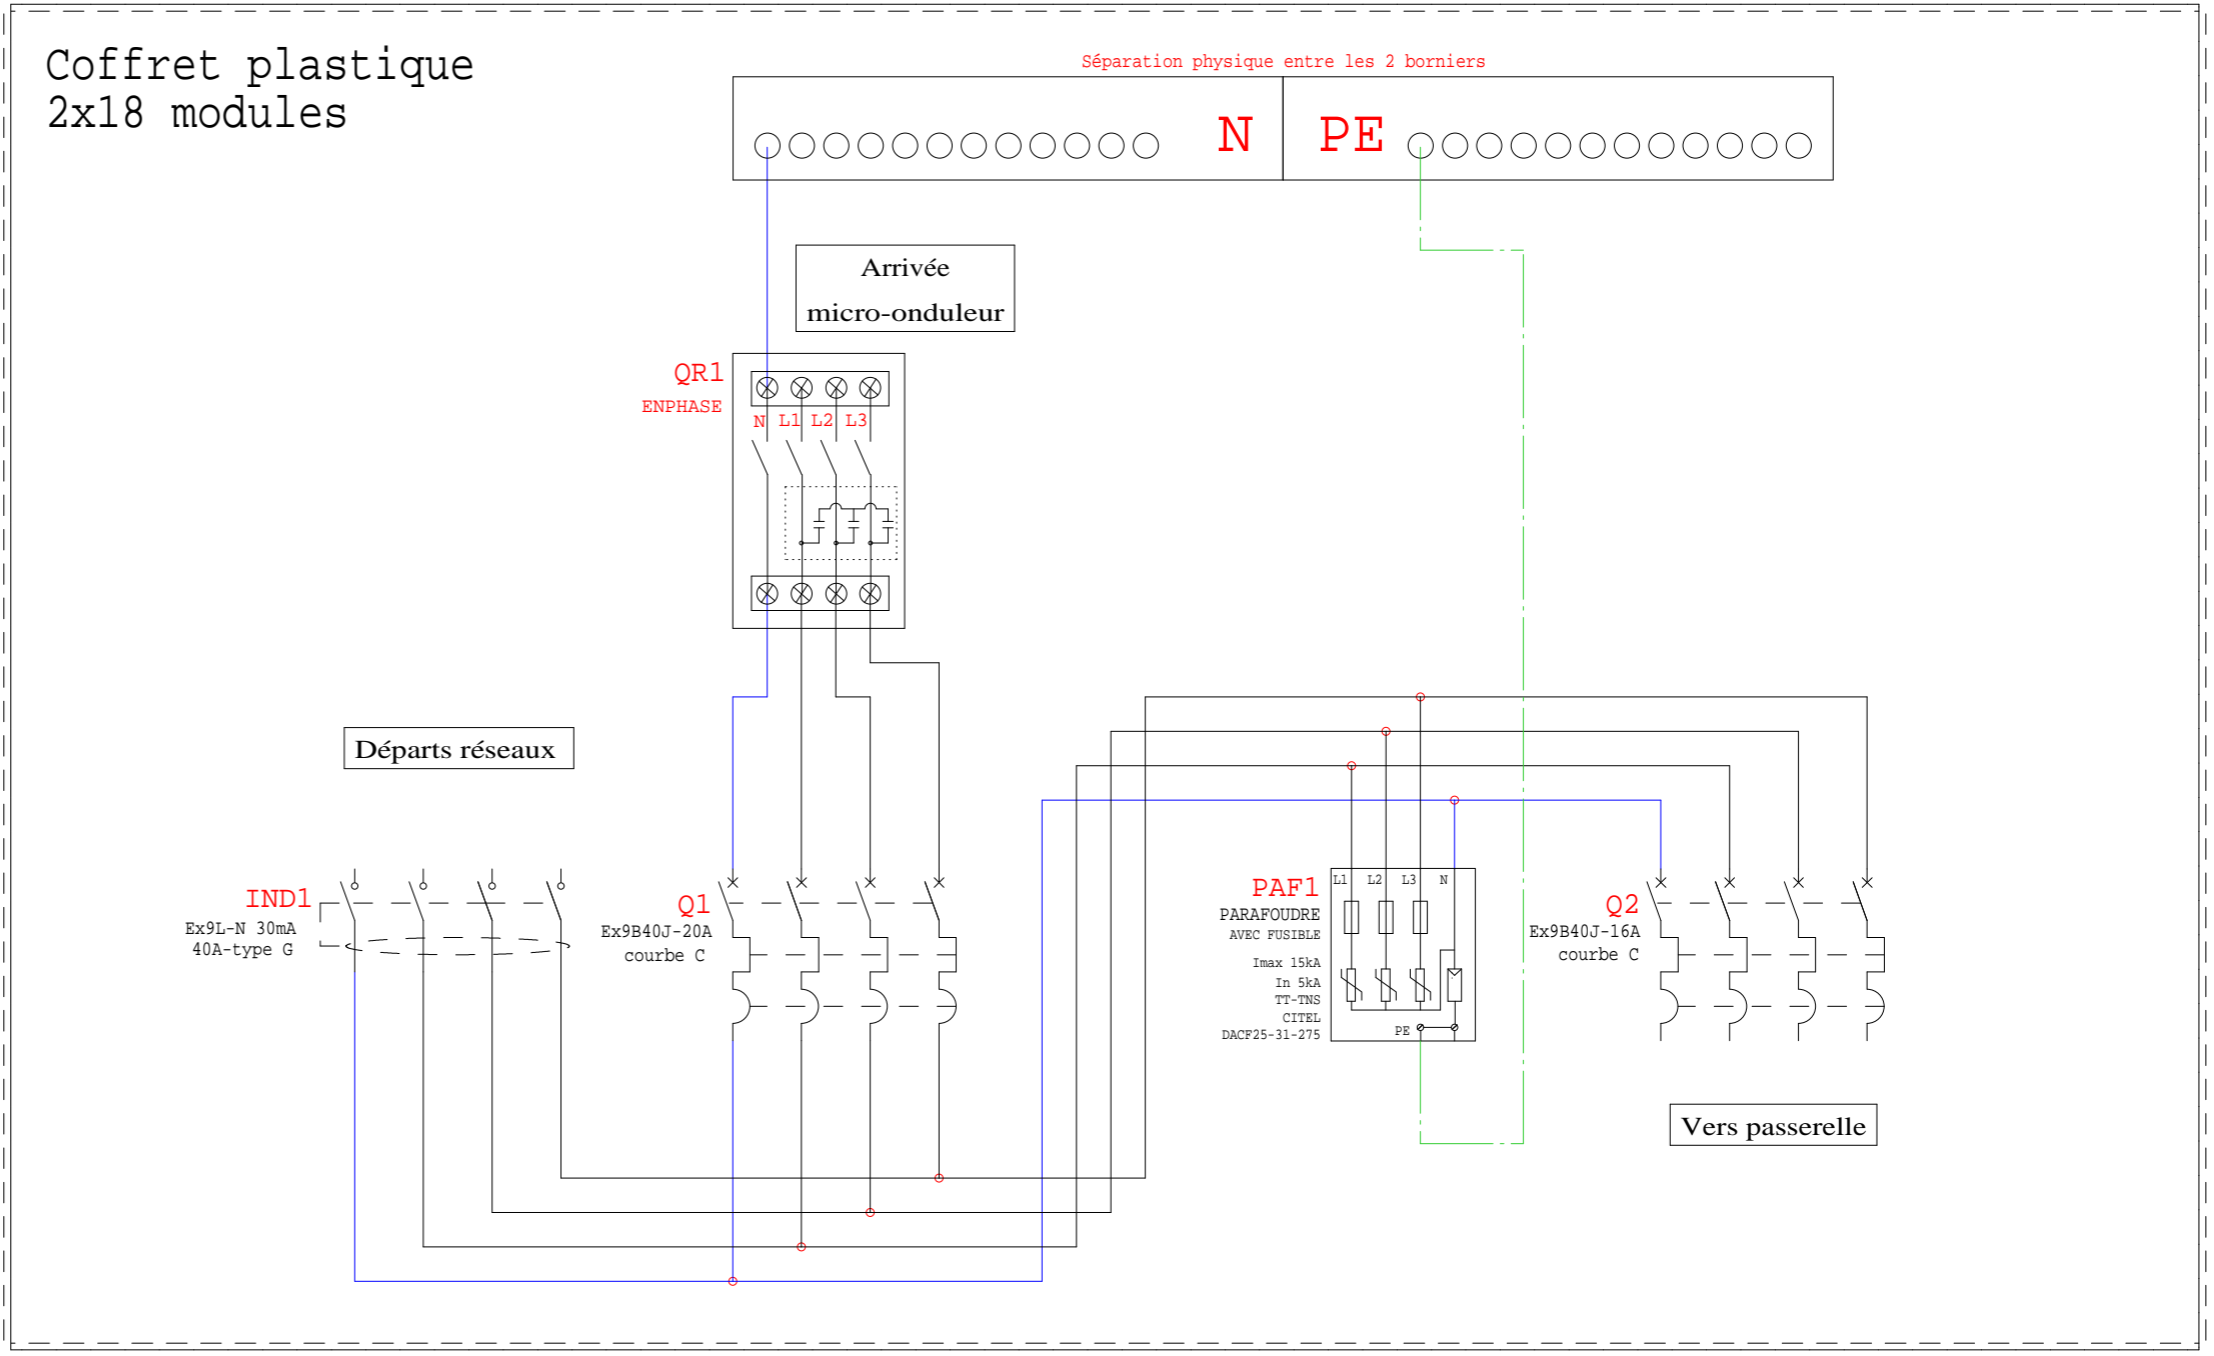 Coffret plastique
2x18 modules
Séparation physique entre les 2 borniers
N
PE
Arrivée
micro-onduleur
QR1
ENPHASE
N L1 L2 L3
Départs réseaux
IND1
Ex9L-N 30mA
40A-type G
Q1
Ex9B40J-20A
courbe C
PAF1
PARAFOUDRE
AVEC FUSIBLE
Imax 15kA
In 5kA
TT-TNS
CITEL
DACF25-31-275
L1 L2 L3 N
PE
Q2
Ex9B40J-16A
courbe C
Vers passerelle